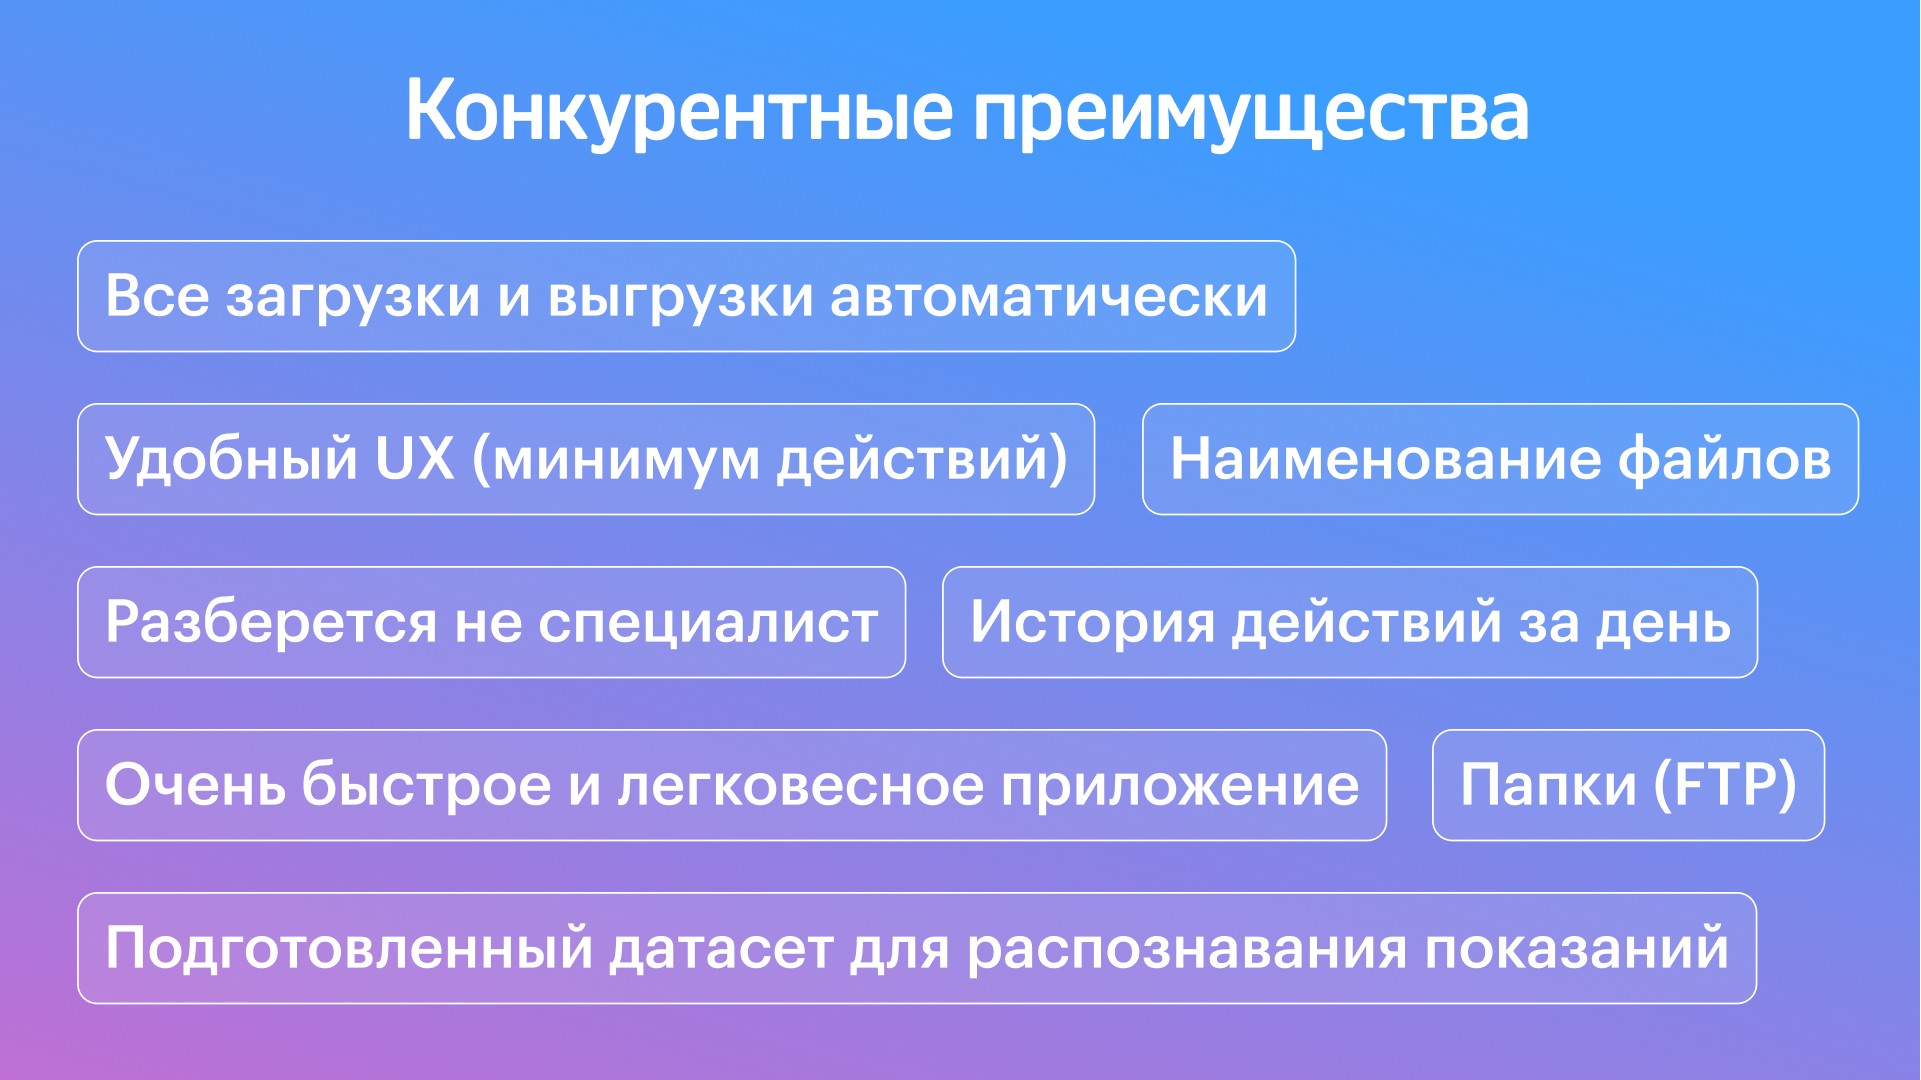 Конкурентные преимущества
Все загрузки и выгрузки автоматически
Удобный UX (минимум действий)
Наименование файлов
Разберется не специалист
История действий за день
Очень быстрое и легковесное приложение
Папки (FTP)
Подготовленный датасет для распознавания показаний